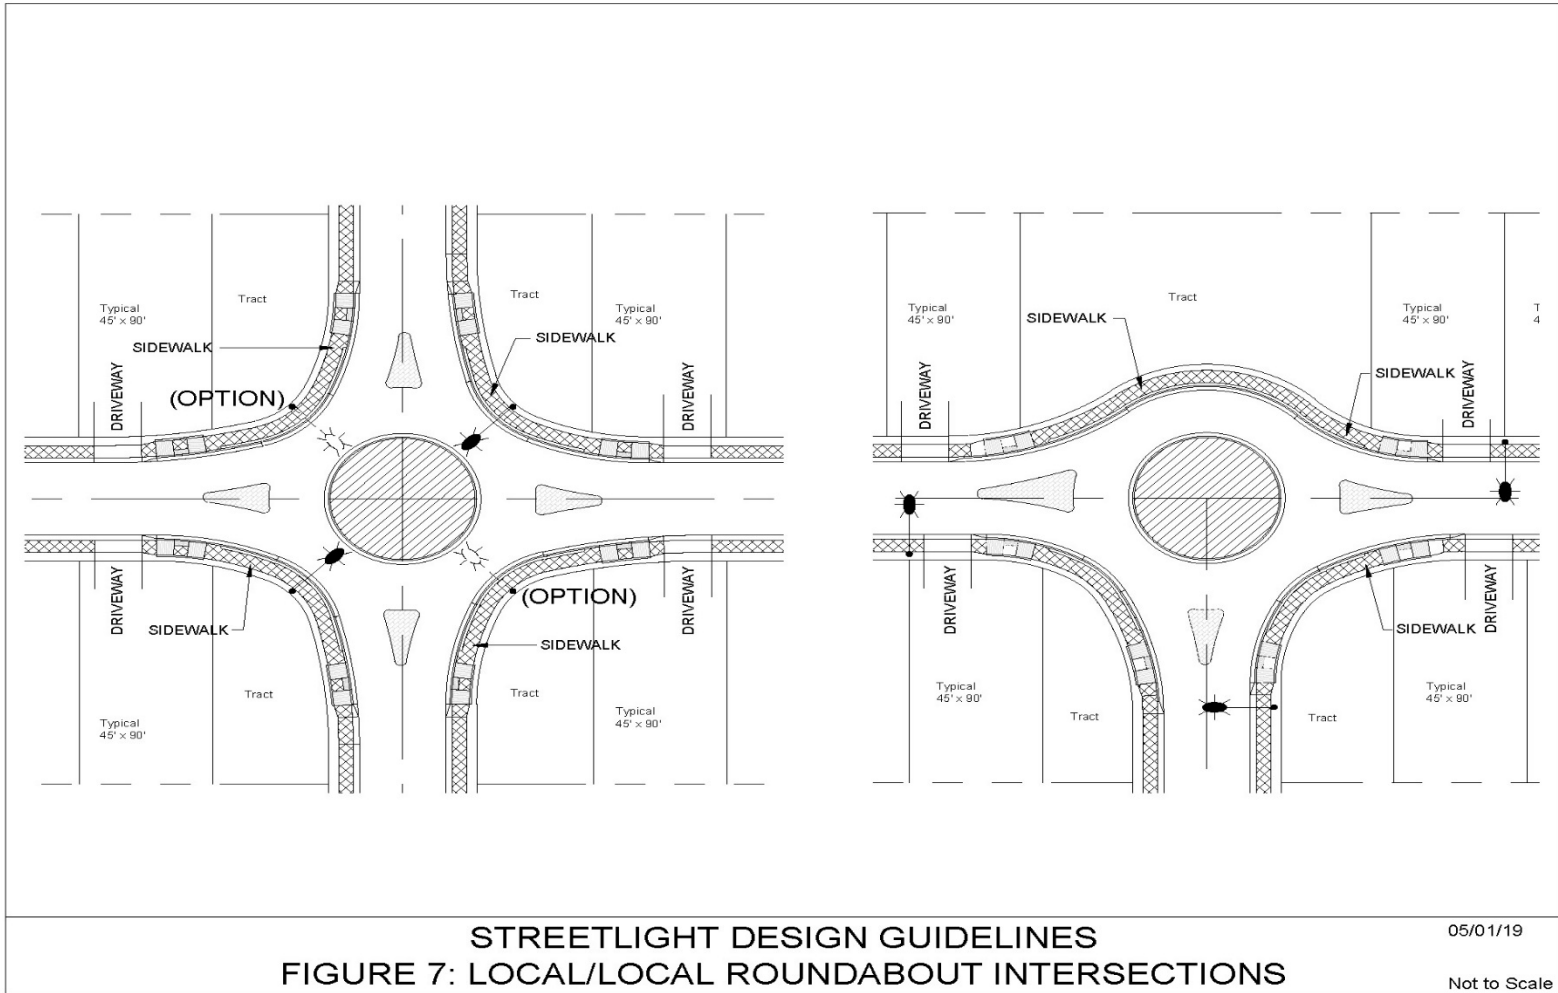 Typical
45' x 90'
Tract
SIDEWALK
DRIVEWAY
(OPTION)
Tract
Typical
45' x 90'
SIDEWALK
DRIVEWAY
DRIVEWAY
SIDEWALK
Tract
Typical
45' x 90'
(OPTION)
DRIVEWAY
SIDEWALK
Tract
Typical
45' x 90'
Typical
45' x 90'
Tract
SIDEWALK
DRIVEWAY
Typical
45' x 90'
T
4
SIDEWALK
DRIVEWAY
DRIVEWAY
Typical
45' x 90'
Tract
DRIVEWAY
SIDEWALK
Tract
Typical
45' x 90'
STREETLIGHT DESIGN GUIDELINES
FIGURE 7: LOCAL/LOCAL ROUNDABOUT INTERSECTIONS
05/01/19
Not to Scale